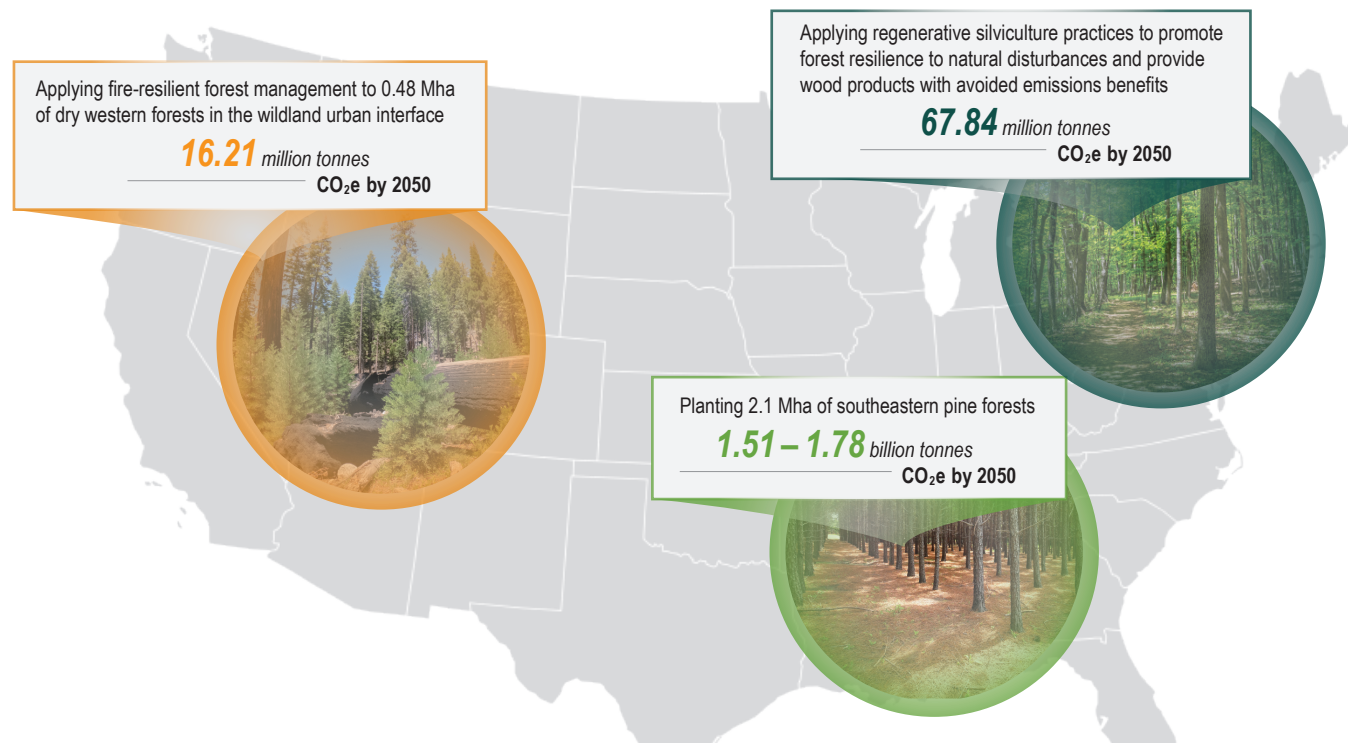 Applying fire-resilient forest management to 0.48 Mha
of dry western forests in the wildland urban interface
16.21 million tonnes
CO₂e by 2050
Applying regenerative silviculture practices to promote
forest resilience to natural disturbances and provide
wood products with avoided emissions benefits
67.84 million tonnes
CO₂e by 2050
Planting 2.1 Mha of southeastern pine forests
1.51 – 1.78 billion tonnes
CO₂e by 2050